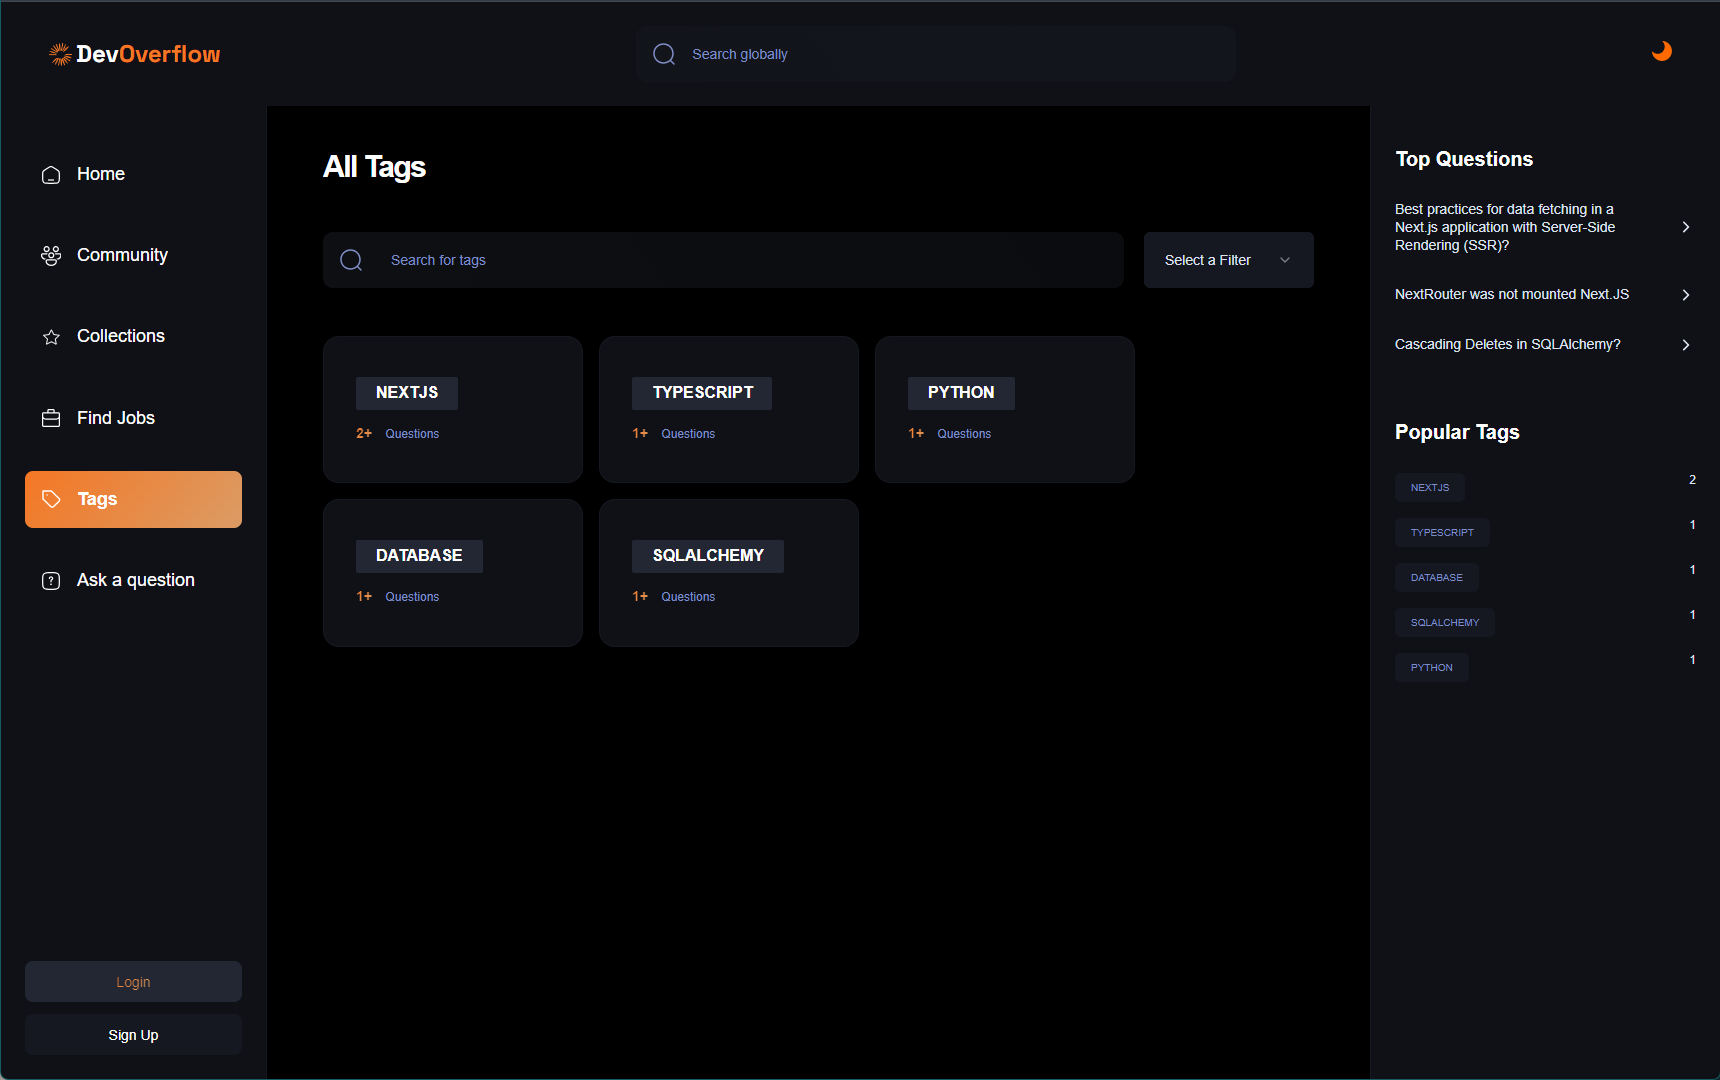 DevOverflow
Search globally
Home
Community
Collections
Find Jobs
Tags
Ask a question
Login
Sign Up
All Tags
Search for tags
Select a Filter
NEXTJS
2+ Questions
TYPESCRIPT
1+ Questions
PYTHON
1+ Questions
DATABASE
1+ Questions
SQLALCHEMY
1+ Questions
Top Questions
Best practices for data fetching in a
Next.js application with Server-Side
Rendering (SSR)?
NextRouter was not mounted Next.JS
Cascading Deletes in SQLAlchemy?
Popular Tags
NEXTJS 2
TYPESCRIPT 1
DATABASE 1
SQLALCHEMY 1
PYTHON 1